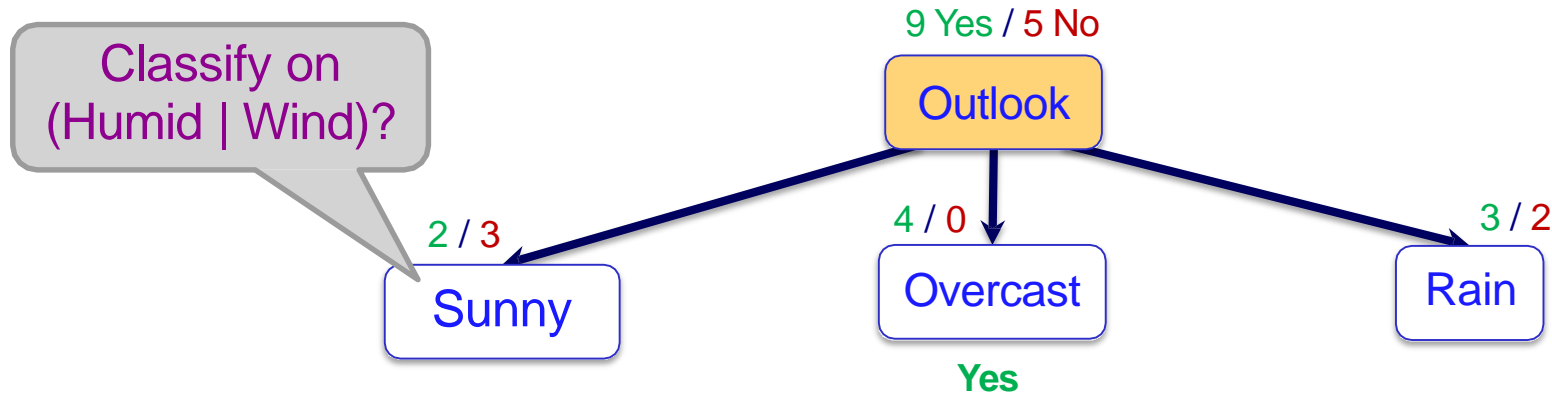 9 Yes / 5 No
Classify on
(Humid | Wind)?
Outlook
2 / 3
4 / 0
3 / 2
Sunny
Overcast
Rain
Yes